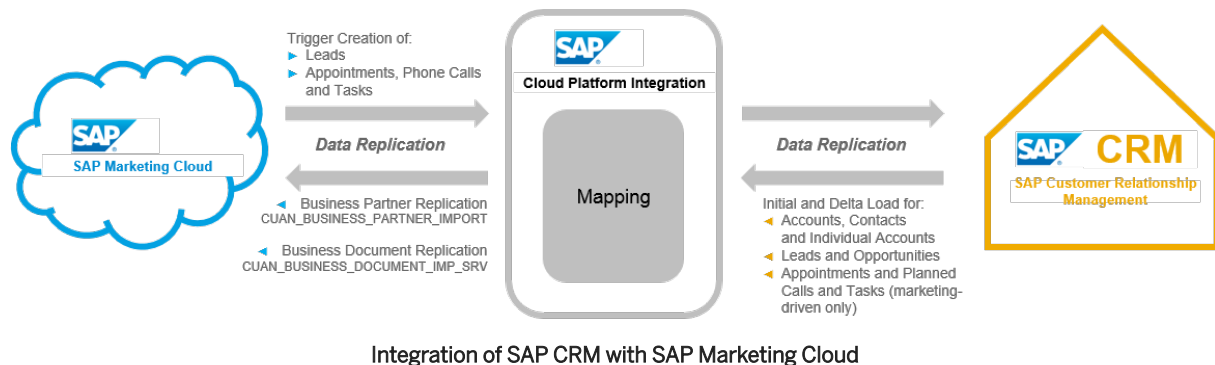 Trigger Creation of:
► Leads
► Appointments, Phone Calls
and Tasks
Data Replication
◄ Business Partner Replication
CUAN_BUSINESS_PARTNER_IMPORT
◄ Business Document Replication
CUAN_BUSINESS_DOCUMENT_IMP_SRV
SAP®
SAP Marketing Cloud
SAP®
Cloud Platform Integration
Mapping
Data Replication
Initial and Delta Load for:
◄ Accounts, Contacts
and Individual Accounts
◄ Leads and Opportunities
◄ Appointments and Planned
Calls and Tasks (marketing-
driven only)
SAP® CRM
SAP Customer Relationship
Management
Integration of SAP CRM with SAP Marketing Cloud